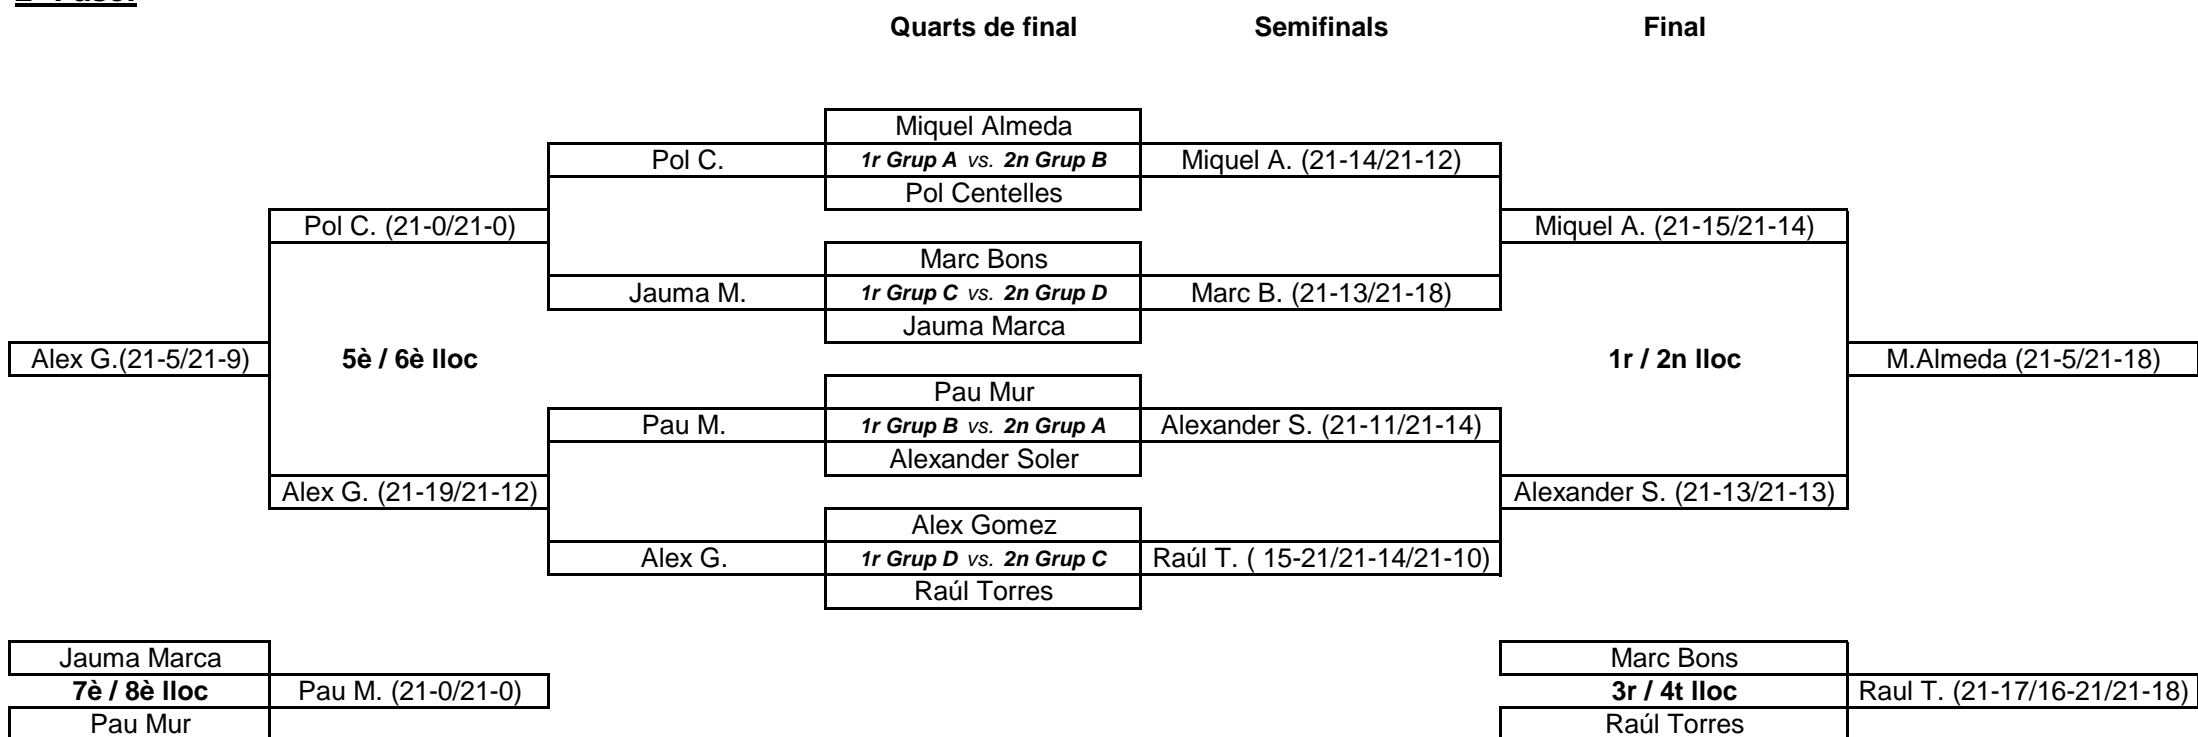 Quarts de final Semifinals Final
Miquel Almeda
Pol C. 1r Grup A vs. 2n Grup B Miquel A. (21-14/21-12)
Pol Centelles
Pol C. (21-0/21-0) Miquel A. (21-15/21-14)
Marc Bons
Jauma M. 1r Grup C vs. 2n Grup D Marc B. (21-13/21-18)
Jauma Marca
Alex G.(21-5/21-9) 5è / 6è lloc 1r / 2n lloc M.Almeda (21-5/21-18)
Pau Mur
Pau M. 1r Grup B vs. 2n Grup A Alexander S. (21-11/21-14)
Alexander Soler
Alex G. (21-19/21-12) Alexander S. (21-13/21-13)
Alex Gomez
Alex G. 1r Grup D vs. 2n Grup C Raúl T. ( 15-21/21-14/21-10)
Raúl Torres
Jauma Marca Marc Bons
7è / 8è lloc Pau M. (21-0/21-0) 3r / 4t lloc Raul T. (21-17/16-21/21-18)
Pau Mur Raúl Torres